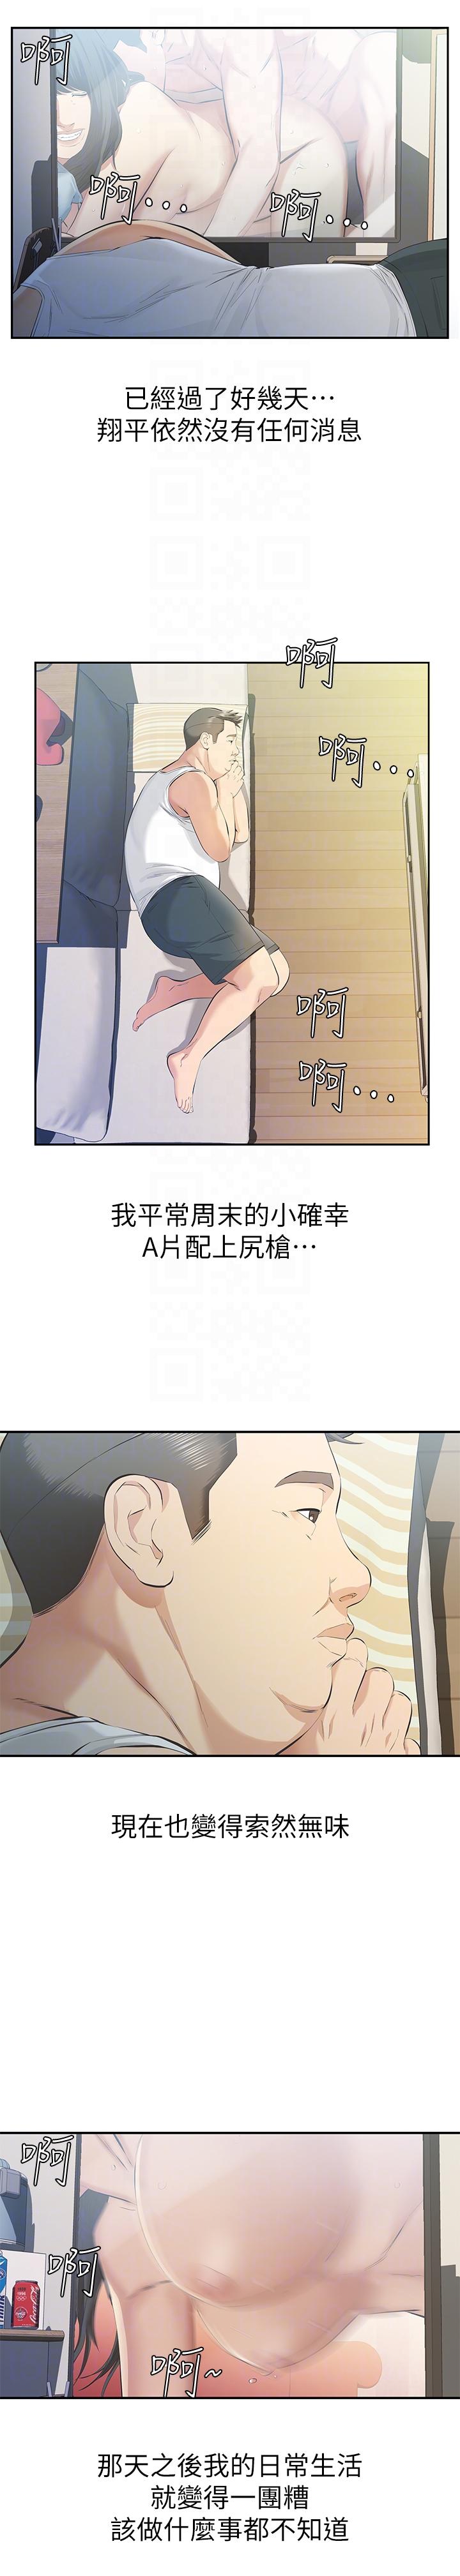 啊
啊...
啊...
已經過了好幾天…
翔平依然沒有任何消息
啊
啊...
啊
啊...
我平常周末的小確幸
A片配上尻槍…
現在也變得索然無味
啊
啊
啊~
那天之後我的日常生活
就變得一團糟
該做什麼事都不知道